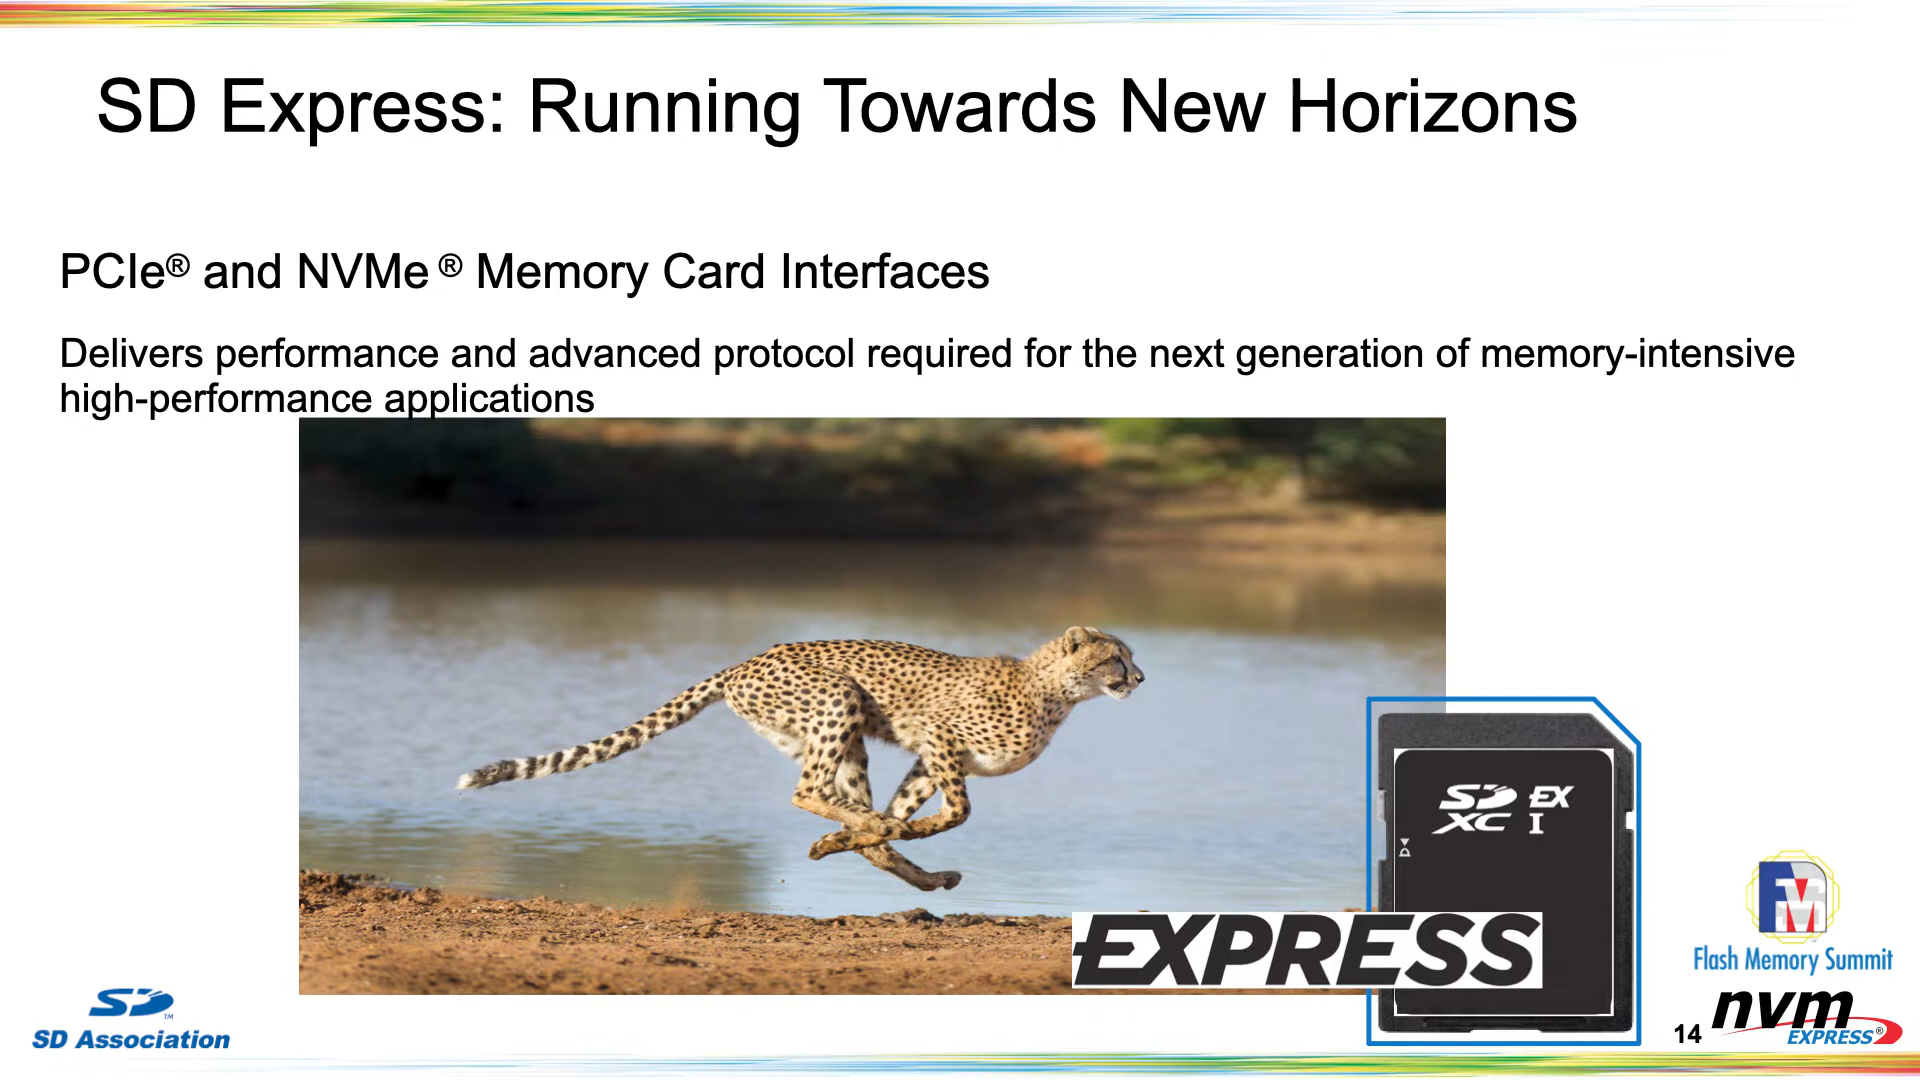 SD Express: Running Towards New Horizons
PCIe® and NVMe ® Memory Card Interfaces
Delivers performance and advanced protocol required for the next generation of memory-intensive
high-performance applications
SD EX
XC I
EXPRESS
Flash Memory Summit
SD TM
SD Association
14
nvm
EXPRESS®